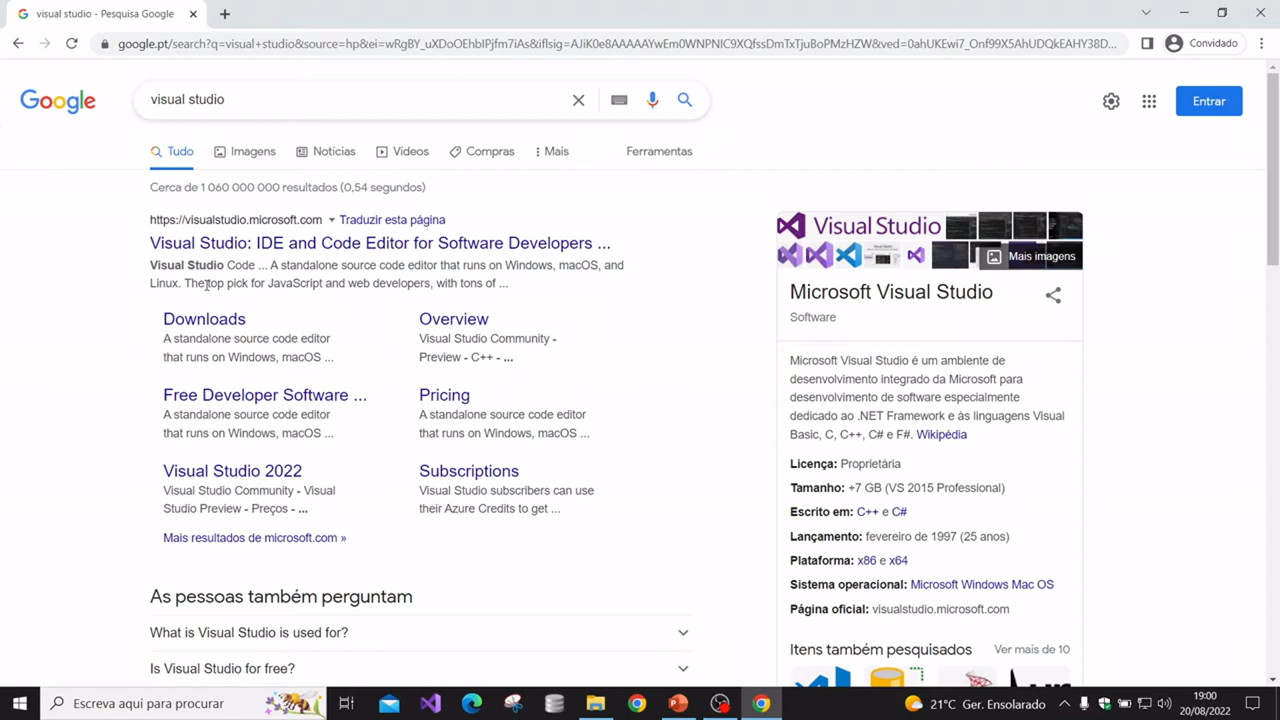 visual studio - Pesquisa Google
google.pt/search?q=visual+studio&source=hp&ei=wRgBY_uXDoOEhbIPjfm7iAs&iflsig=AJiK0e8AAAAAYwEm0WNPNIC9XQfssDmTxTjuBoPMzHZW&ved=0ahUKEwi7_Onf99X5AhUDQkEAHY38D...
Convidado
Google
visual studio
Entrar
Tudo Imagens Notícias Vídeos Compras Mais Ferramentas
Cerca de 1 060 000 000 resultados (0,54 segundos)
https://visualstudio.microsoft.com Traduzir esta página
Visual Studio: IDE and Code Editor for Software Developers ...
Visual Studio Code ... A standalone source code editor that runs on Windows, macOS, and
Linux. The top pick for JavaScript and web developers, with tons of ...
Downloads
A standalone source code editor
that runs on Windows, macOS ...
Overview
Visual Studio Community -
Preview - C++ - ...
Free Developer Software ...
A standalone source code editor
that runs on Windows, macOS ...
Pricing
A standalone source code editor
that runs on Windows, macOS ...
Visual Studio 2022
Visual Studio Community - Visual
Studio Preview - Preços - ...
Subscriptions
Visual Studio subscribers can use
their Azure Credits to get ...
Mais resultados de microsoft.com »
As pessoas também perguntam
What is Visual Studio is used for?
Is Visual Studio for free?
Visual Studio
Mais imagens
Microsoft Visual Studio
Software
Microsoft Visual Studio é um ambiente de
desenvolvimento integrado da Microsoft para
desenvolvimento de software especialmente
dedicado ao .NET Framework e às linguagens Visual
Basic, C, C++, C# e F#. Wikipédia
Licença: Proprietária
Tamanho: +7 GB (VS 2015 Professional)
Escrito em: C++ e C#
Lançamento: fevereiro de 1997 (25 anos)
Plataforma: x86 e x64
Sistema operacional: Microsoft Windows Mac OS
Página oficial: visualstudio.microsoft.com
Itens também pesquisados Ver mais de 10
Escreva aqui para procurar
21°C Ger. Ensolarado
19:00
20/08/2022